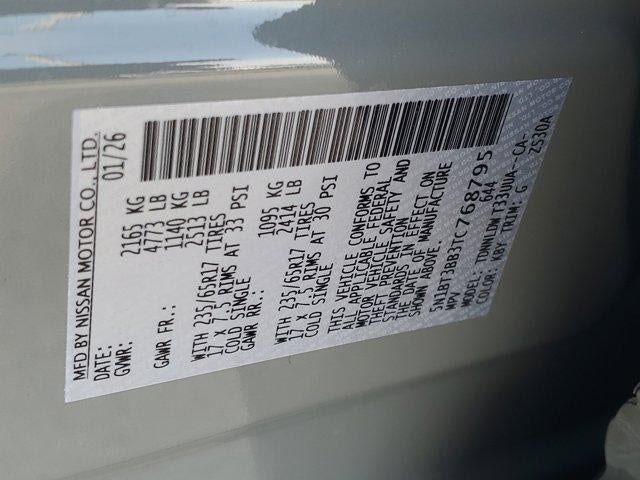 MFD BY NISSAN MOTOR CO., LTD.
DATE: 01/26
GVWR: 2165 KG
4773 LB
GAWR FR.: 1140 KG
2513 LB
WITH 235/65R17 TIRES
17 X 7.5 RIMS AT 33 PSI
COLD SINGLE
GAWR RR: 1095 KG
2414 LB
WITH 235/65R17 TIRES
17 X 7.5 RIMS AT 30 PSI
COLD SINGLE
THIS VEHICLE CONFORMS TO
ALL APPLICABLE FEDERAL
MOTOR VEHICLE SAFETY AND
THEFT PREVENTION
STANDARDS IN EFFECT ON
THE DATE OF MANUFACTURE
SHOWN ABOVE.
5N1BT3BB3TC768795
MPV 644
COLOR: KBY TRIM: G
ZS30A